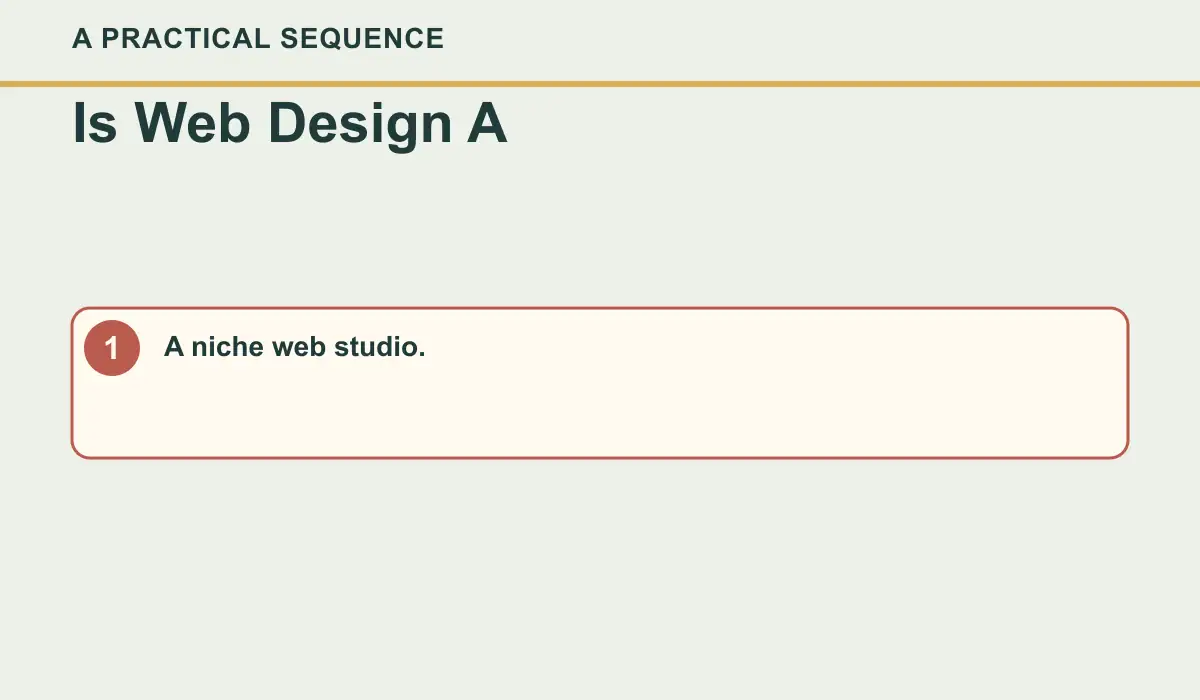 A PRACTICAL SEQUENCE
Is Web Design A
1
A niche web studio.